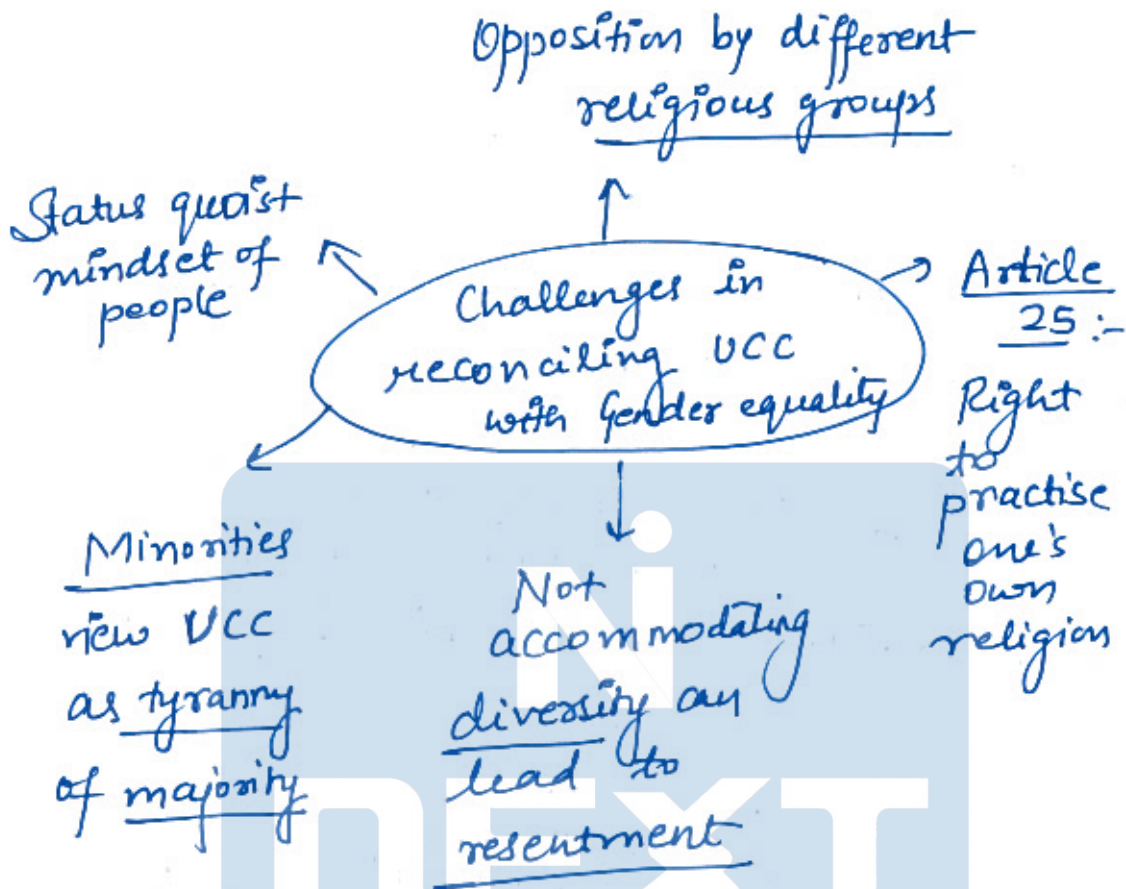 Opposition by different
religious groups
Status quoist
mindset of
people
Challenges in
reconciling UCC
with Gender equality
Article
25 :-
Right
to
practise
one's
own
religion
Minorities
view UCC
as tyranny
of majority
Not
accommodating
diversity can
lead to
resentment
NEXT